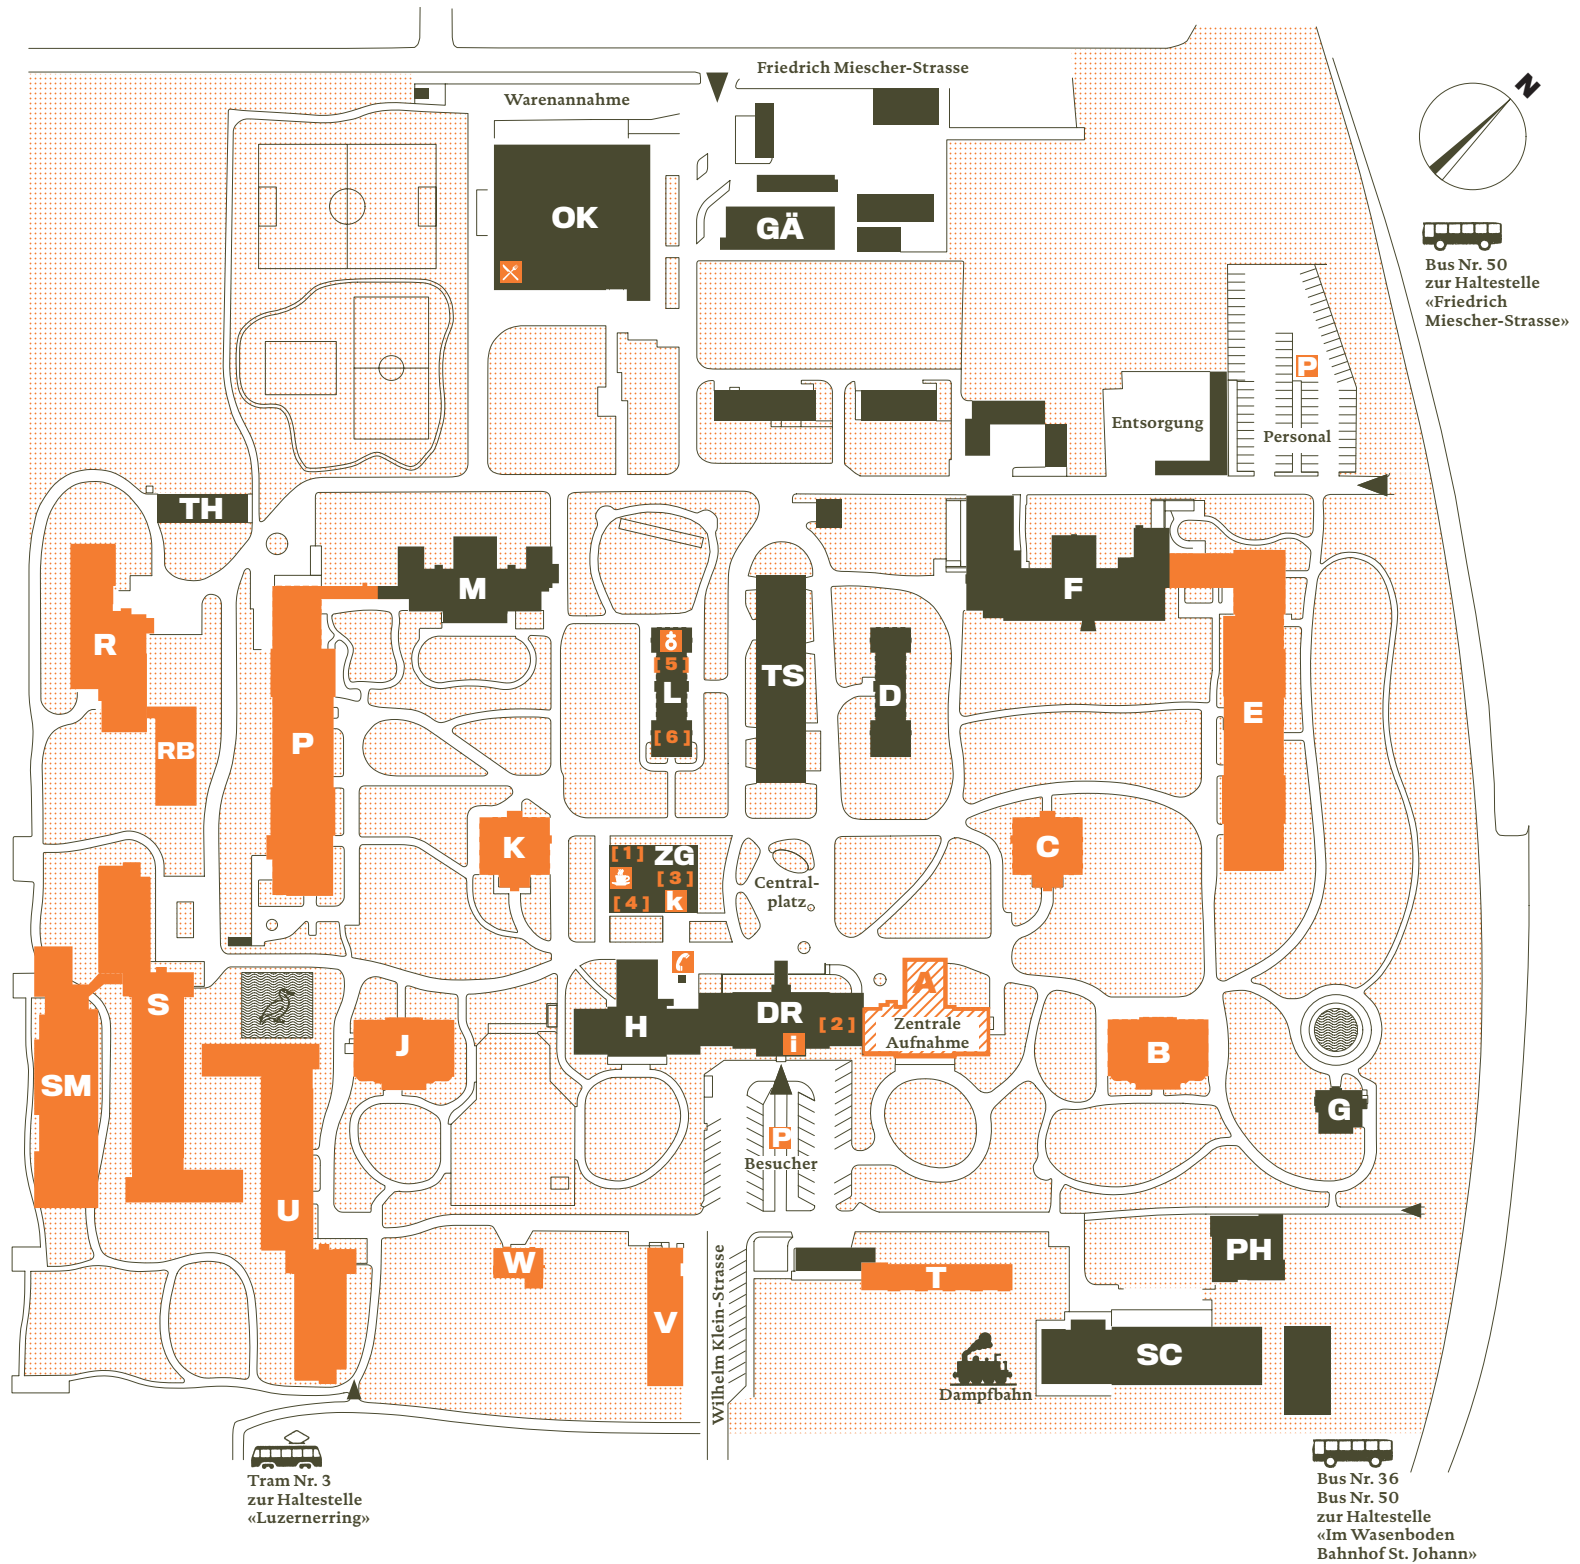 Friedrich Miescher-Strasse
Warenannahme
N
OK
GÄ
Bus Nr. 50
zur Haltestelle
«Friedrich
Miescher-Strasse»
P
Entsorgung
Personal
TH
M
F
R
[ 5 ]
L
[ 6 ]
TS
D
E
RB
P
K
[ 1 ] ZG
[ 3 ]
[ 4 ] k
Central-
platz
C
S
A
H
DR
[ 2 ]
i
Zentrale
Aufnahme
J
B
SM
G
P
Besucher
U
W
V
Wilhelm Klein-Strasse
T
PH
SC
Dampfbahn
Tram Nr. 3
zur Haltestelle
«Luzernerring»
Bus Nr. 36
Bus Nr. 50
zur Haltestelle
«Im Wasenboden
Bahnhof St. Johann»